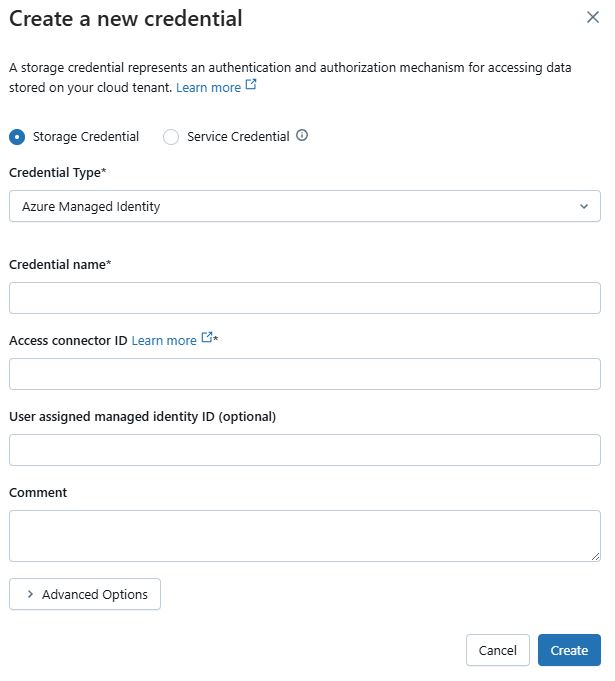 Create a new credential
A storage credential represents an authentication and authorization mechanism for accessing data
stored on your cloud tenant. Learn more
Storage Credential Service Credential
Credential Type*
Azure Managed Identity
Credential name*
Access connector ID Learn more *
User assigned managed identity ID (optional)
Comment
Advanced Options
Cancel Create